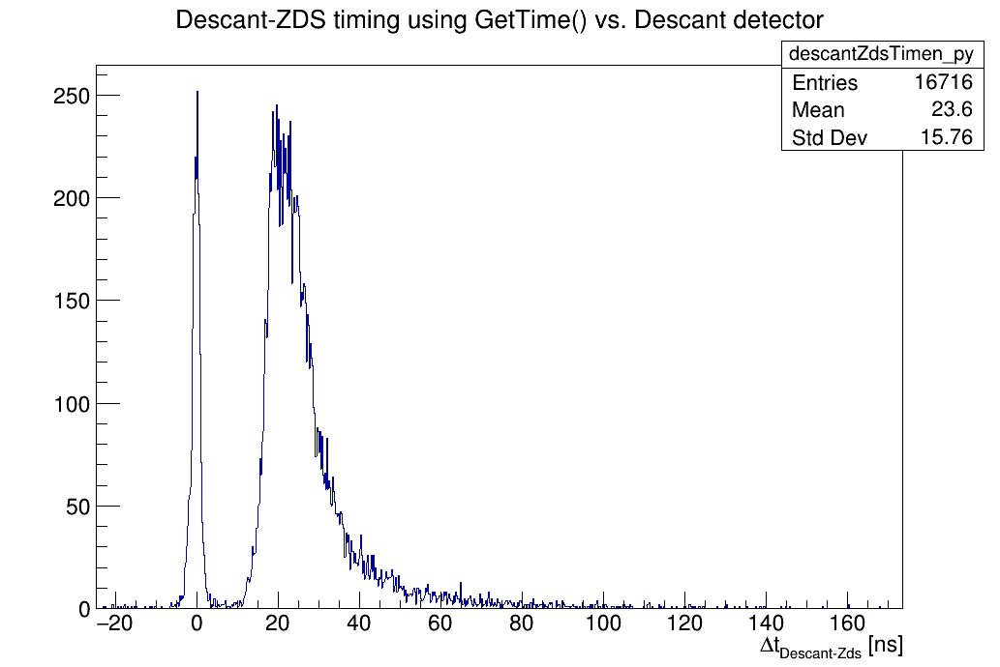 Descant-ZDS timing using GetTime() vs. Descant detector
descantZdsTimen_py
Entries 16716
Mean 23.6
Std Dev 15.76
250
200
150
100
50
0
−20 0 20 40 60 80 100 120 140 160
Δt_Descant-Zds [ns]